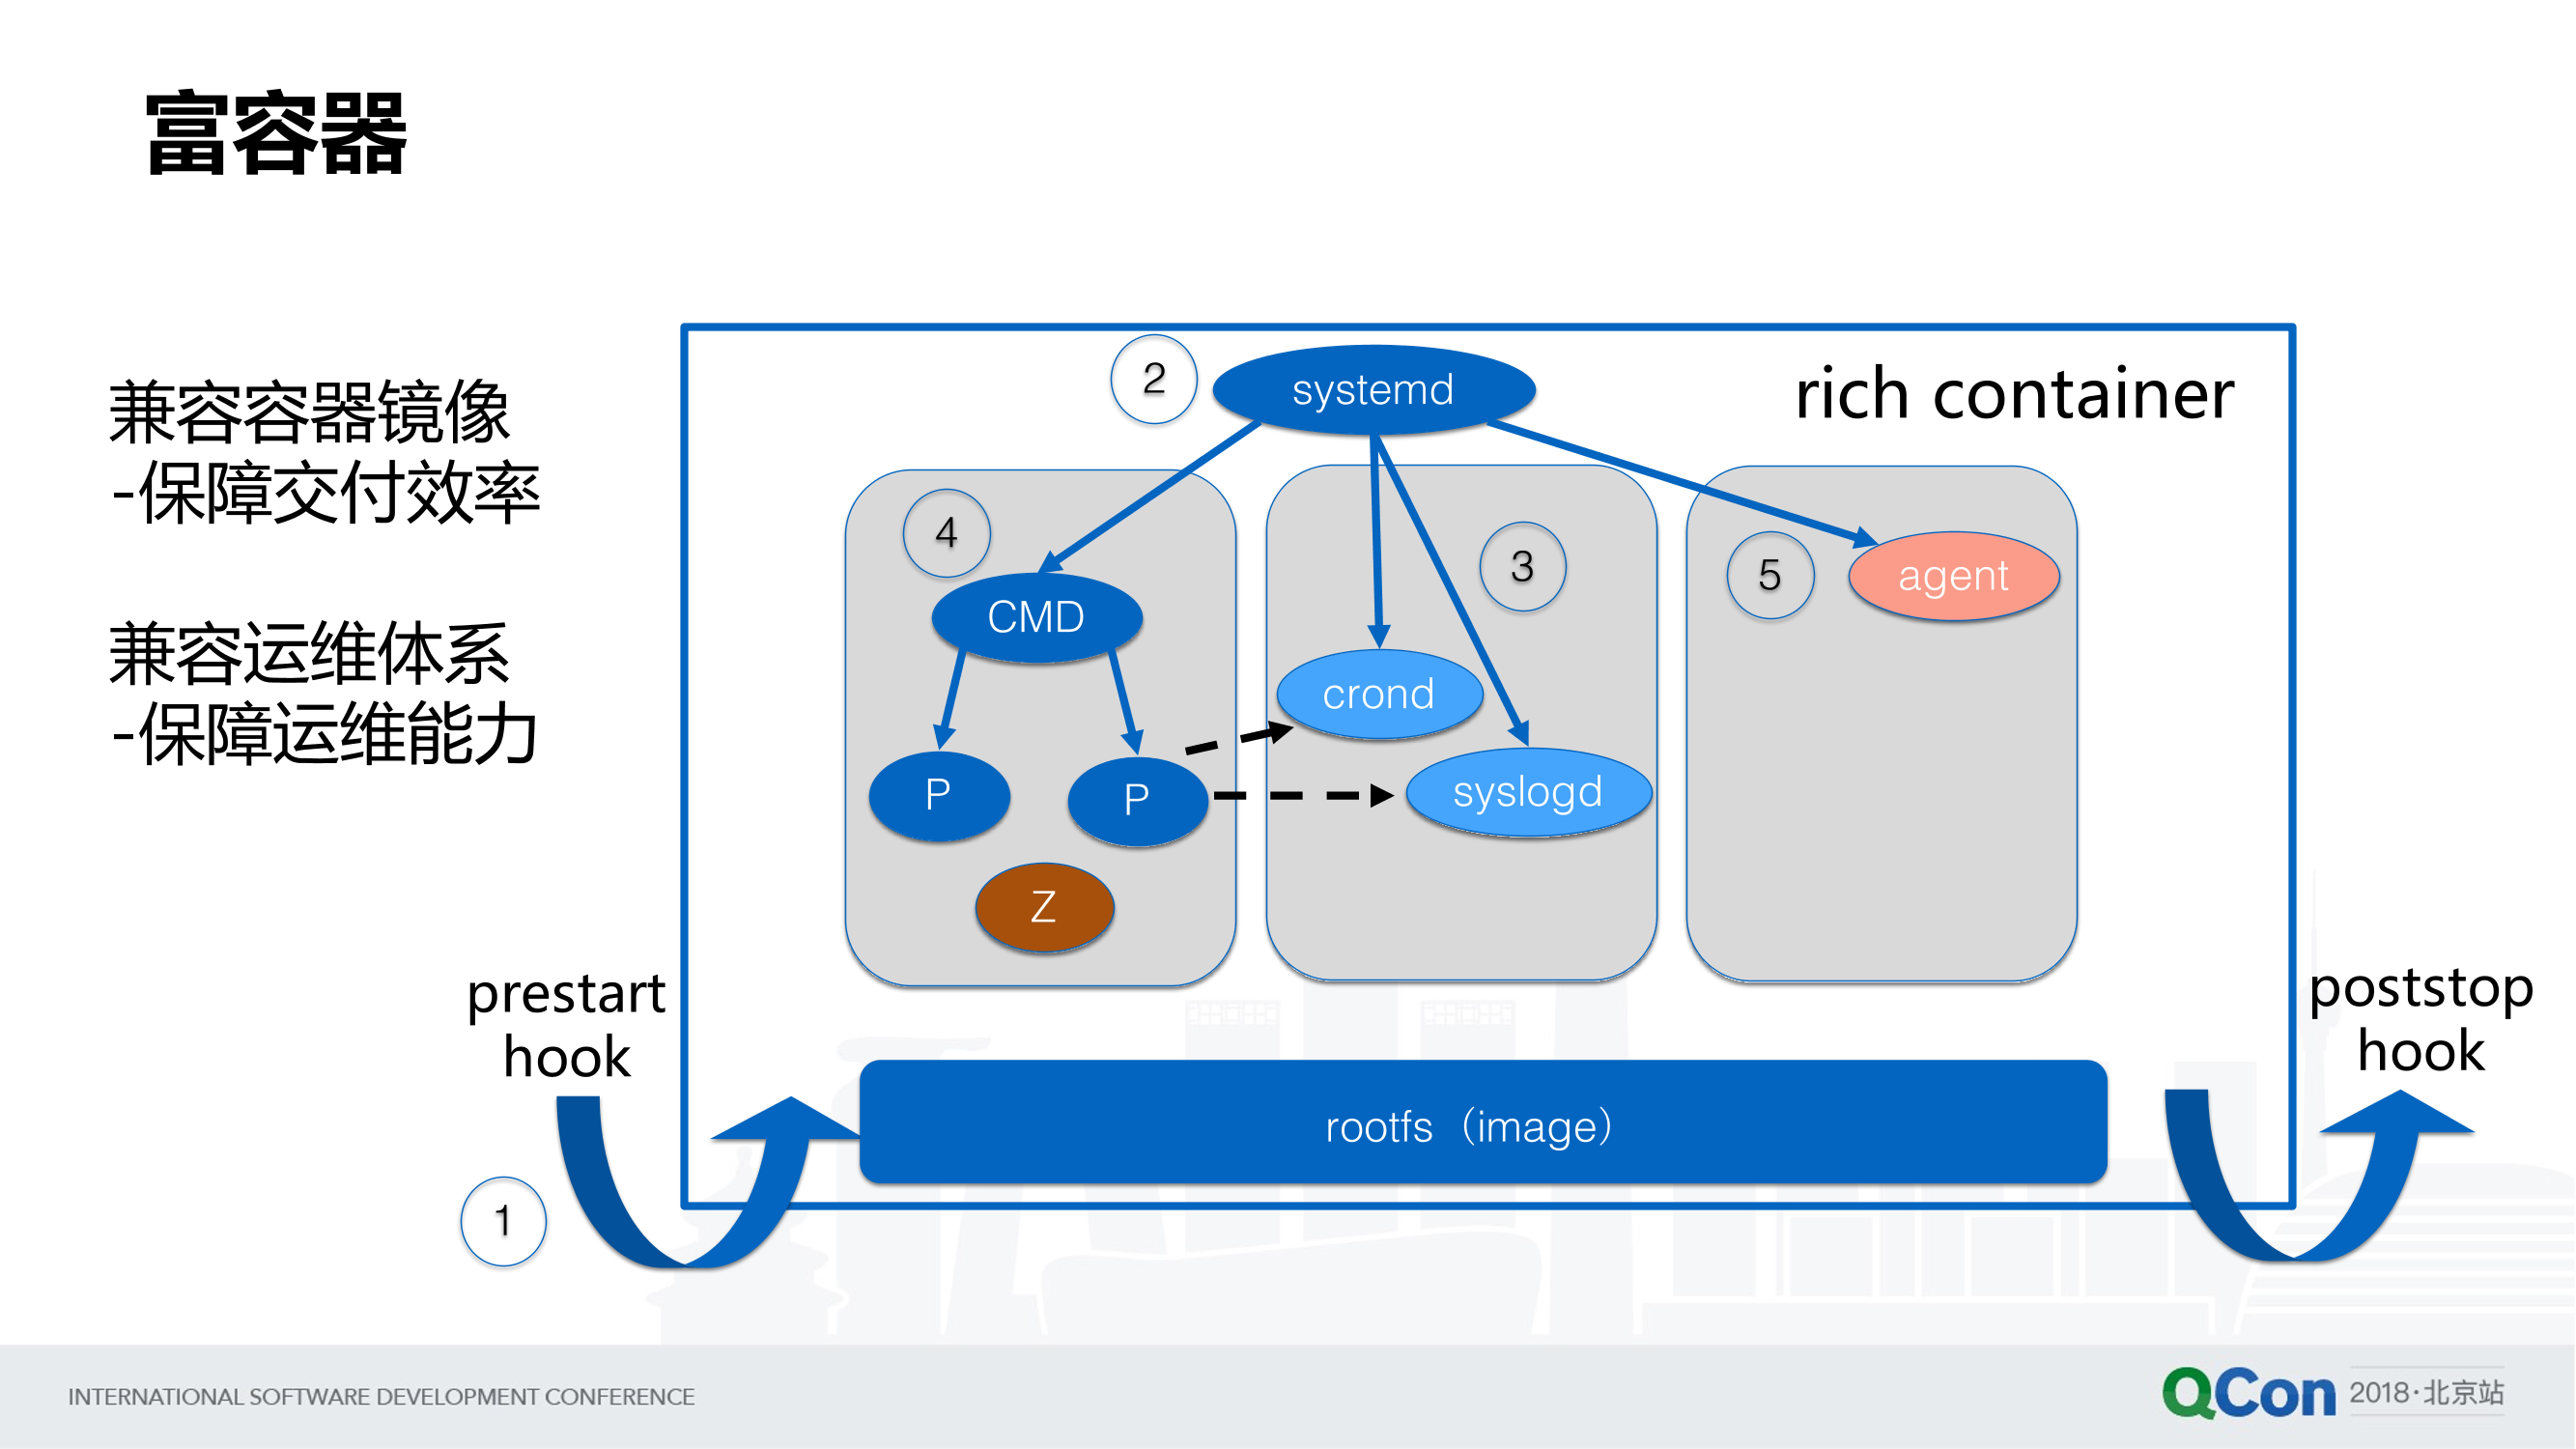 富容器
兼容容器镜像
-保障交付效率
兼容运维体系
-保障运维能力
rich container
2
systemd
4
CMD
P
P
Z
3
crond
syslogd
5
agent
prestart
hook
1
rootfs（image）
poststop
hook
INTERNATIONAL SOFTWARE DEVELOPMENT CONFERENCE
QCon 2018·北京站